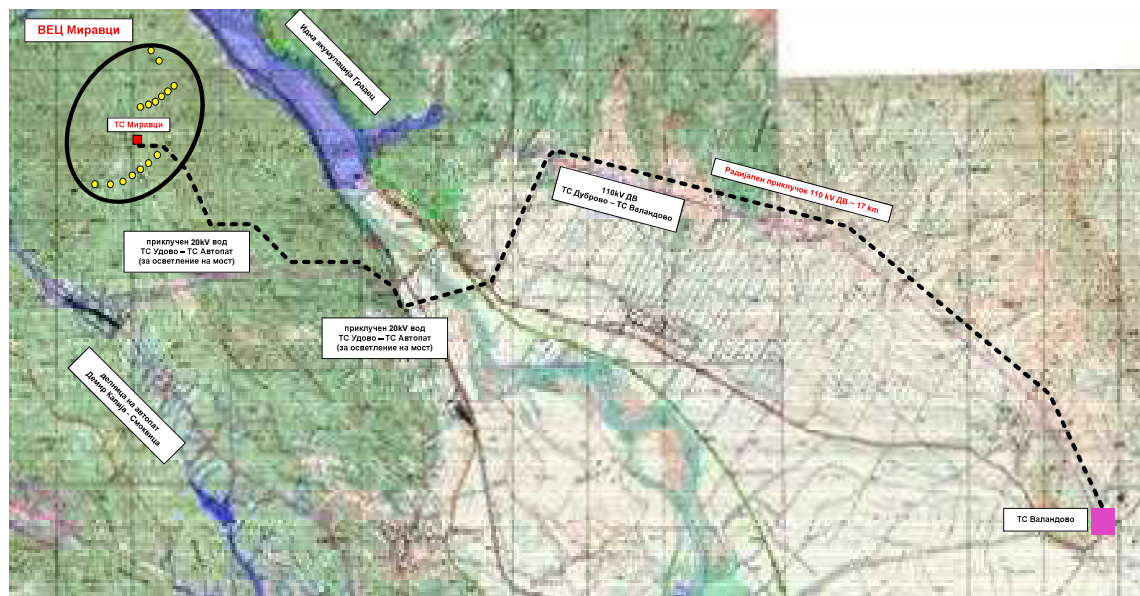 ВЕЦ Миравци
Идна акумулација Градец
ТС Миравци
Радијален приклучок 110 kV ДВ – 17 km
110kV ДВ
ТС Дуброво – ТС Валандово
приклучен 20kV вод
ТС Удово – ТС Автопат
(за осветление на мост)
приклучен 20kV вод
ТС Удово – ТС Автопат
(за осветление на мост)
делница на автопат
Демир Капија - Смоквица
ТС Валандово